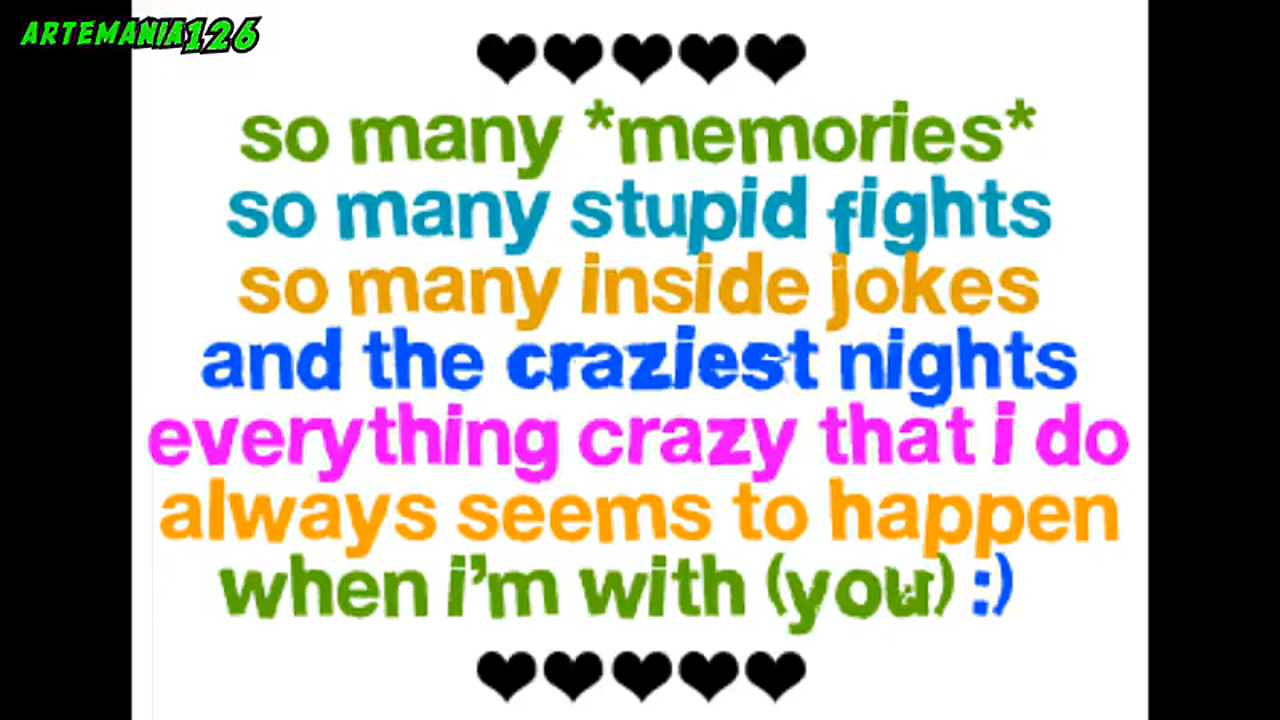 ARTEMANIA126
❤❤❤❤❤
so many *memories*
so many stupid fights
so many inside jokes
and the craziest nights
everything crazy that i do
always seems to happen
when i'm with (you) :)
❤❤❤❤❤